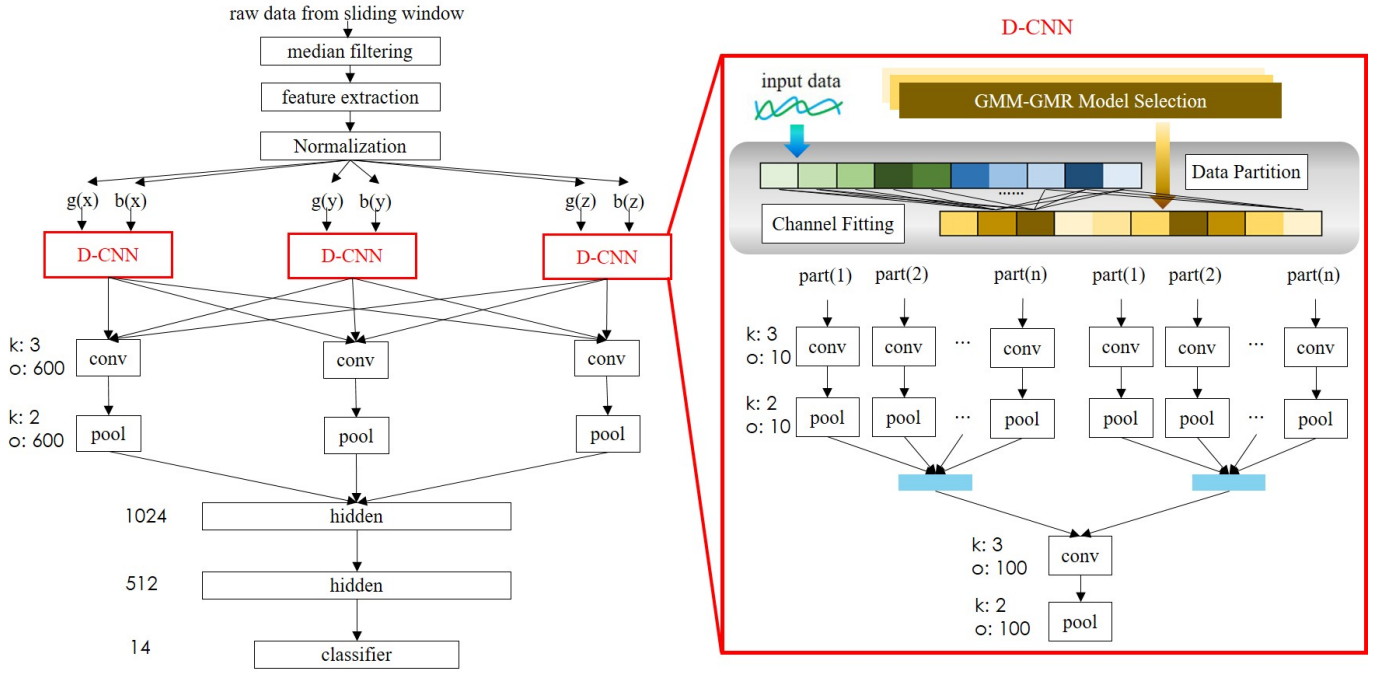 raw data from sliding window
median filtering
feature extraction
Normalization
g(x) b(x) g(y) b(y) g(z) b(z)
D-CNN D-CNN D-CNN
k: 3
o: 600
conv conv conv
k: 2
o: 600
pool pool pool
1024 hidden
512 hidden
14 classifier
D-CNN
input data
GMM-GMR Model Selection
Data Partition
......
Channel Fitting
part(1) part(2) part(n) part(1) part(2) part(n)
k: 3
o: 10
conv conv ... conv conv conv ... conv
k: 2
o: 10
pool pool ... pool pool pool ... pool
k: 3
o: 100
conv
k: 2
o: 100
pool